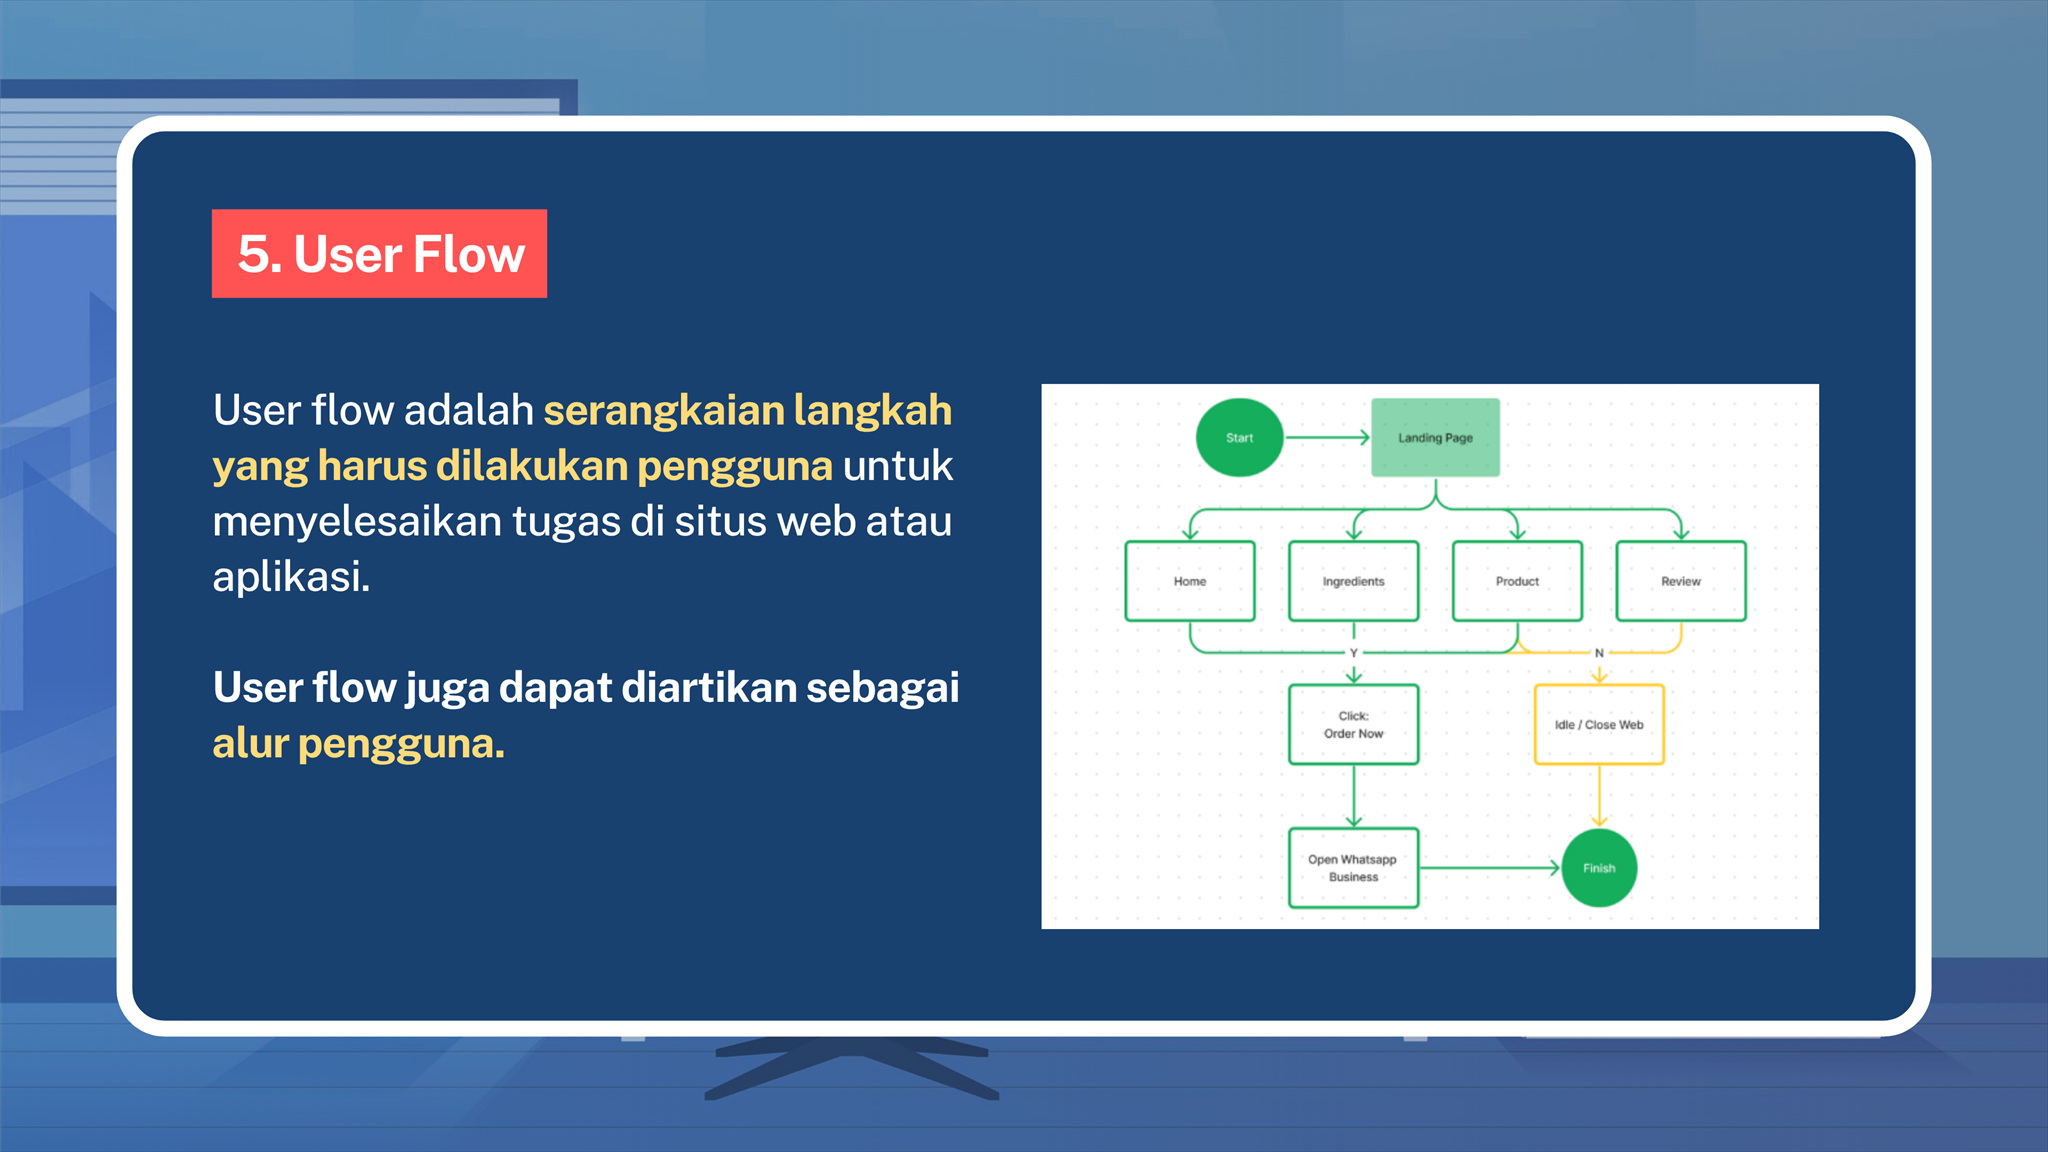 5. User Flow
User flow adalah serangkaian langkah
yang harus dilakukan pengguna untuk
menyelesaikan tugas di situs web atau
aplikasi.
User flow juga dapat diartikan sebagai
alur pengguna.
Start
Landing Page
Home
Ingredients
Product
Review
Y
N
Click:
Order Now
Idle / Close Web
Open Whatsapp
Business
Finish